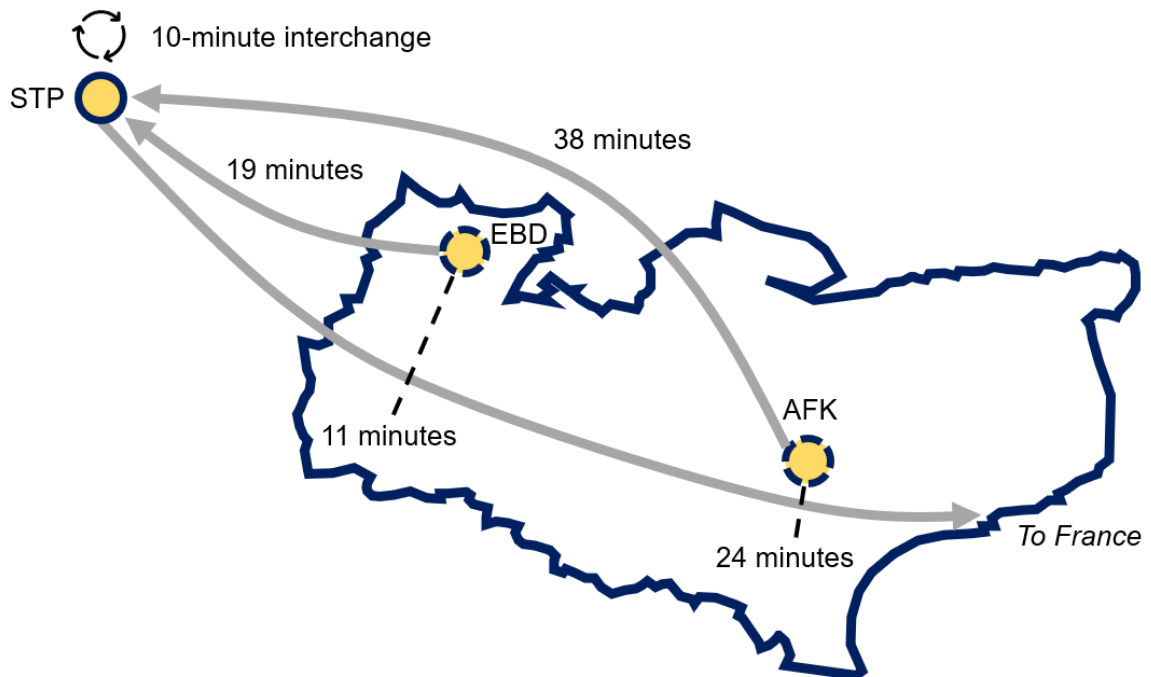 10-minute interchange
STP
38 minutes
19 minutes
EBD
AFK
11 minutes
To France
24 minutes